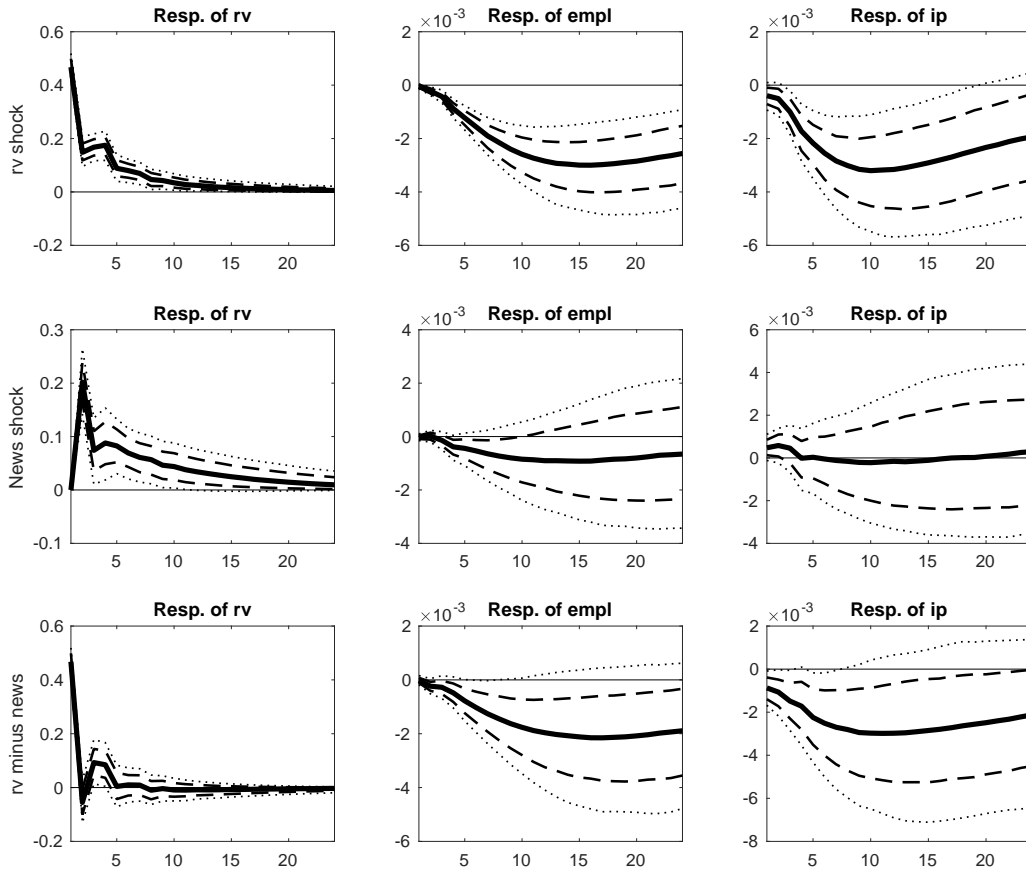 Resp. of rv
Resp. of empl
Resp. of ip
×10^-3
×10^-3
0.6
0.4
0.2
0
-0.2
2
0
-2
-4
-6
2
0
-2
-4
-6
rv shock
5 10 15 20
5 10 15 20
5 10 15 20
Resp. of rv
Resp. of empl
Resp. of ip
×10^-3
×10^-3
0.3
0.2
0.1
0
-0.1
4
2
0
-2
-4
6
4
2
0
-2
-4
News shock
5 10 15 20
5 10 15 20
5 10 15 20
Resp. of rv
Resp. of empl
Resp. of ip
×10^-3
×10^-3
0.6
0.4
0.2
0
-0.2
2
0
-2
-4
-6
2
0
-2
-4
-6
-8
rv minus news
5 10 15 20
5 10 15 20
5 10 15 20